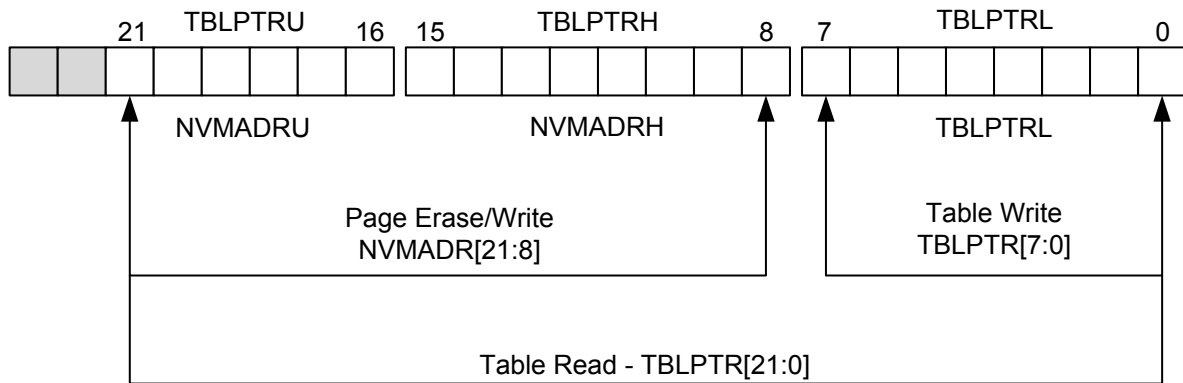 TBLPTRU TBLPTRH TBLPTRL
21 16 15 8 7 0
NVMADRU NVMADRH TBLPTRL
Page Erase/Write
NVMADR[21:8]
Table Write
TBLPTR[7:0]
Table Read - TBLPTR[21:0]